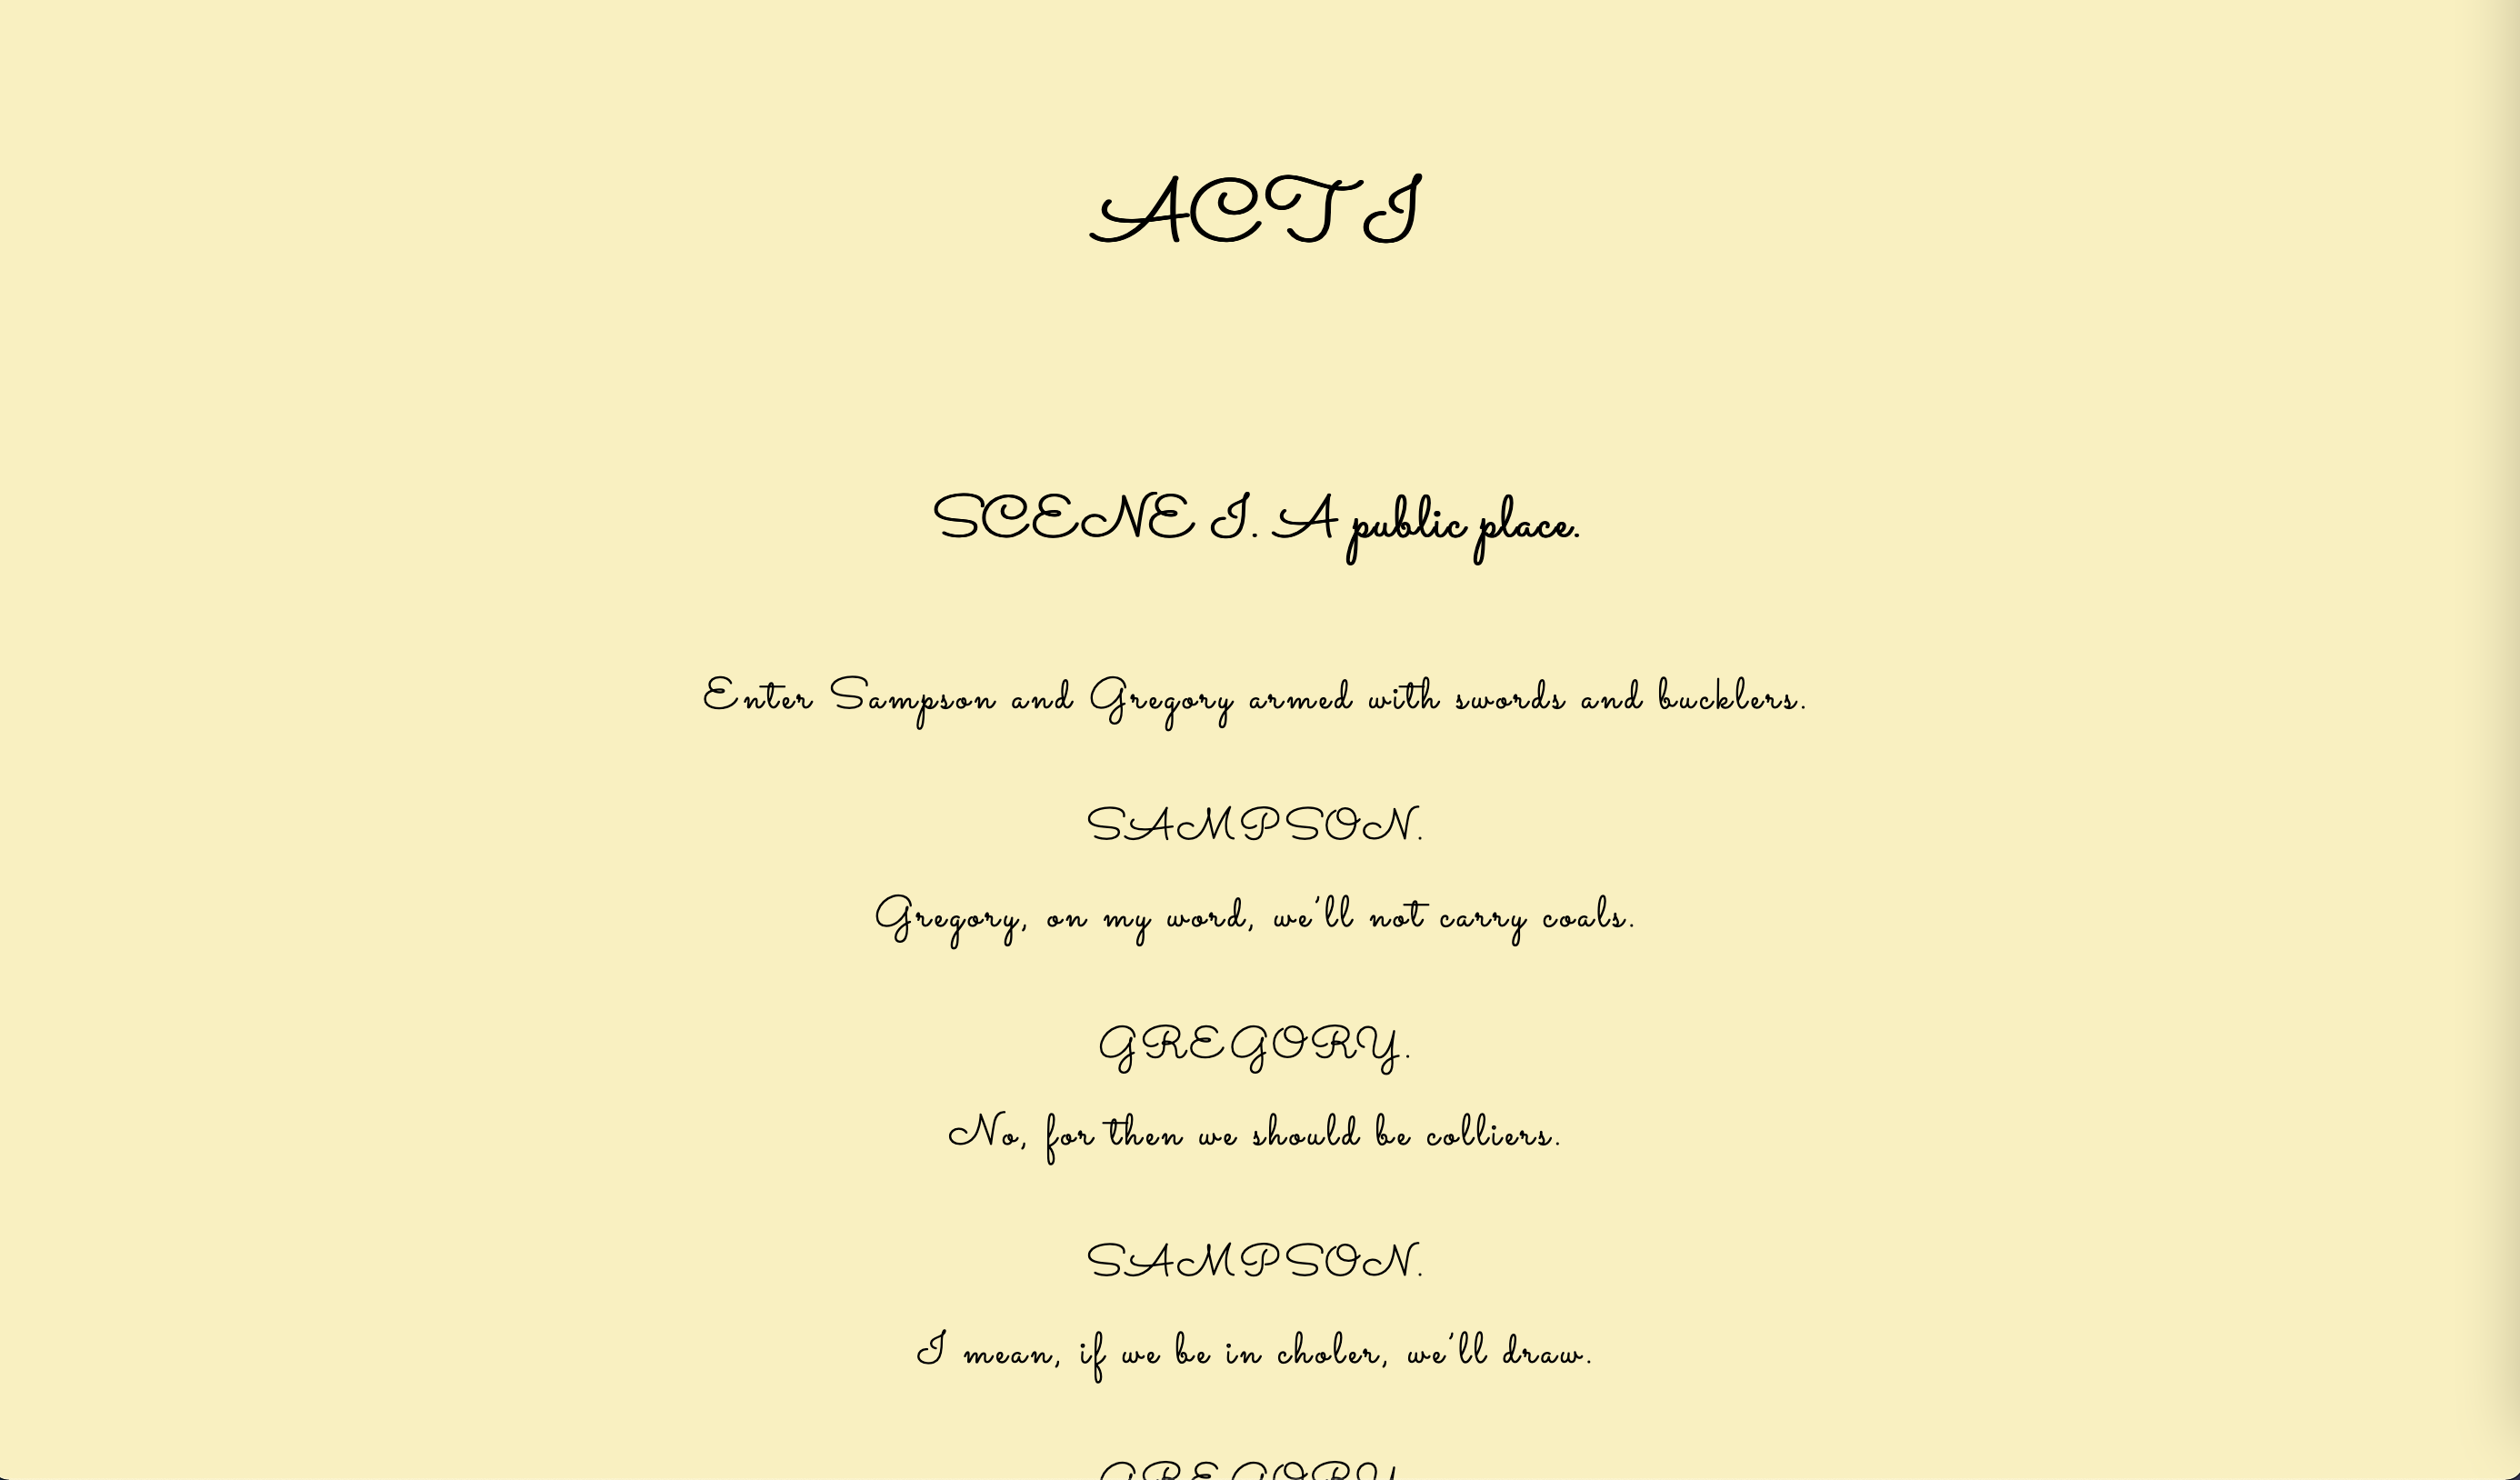 ACT I
SCENE I. A public place.
Enter Sampson and Gregory armed with swords and bucklers.
SAMPSON.
Gregory, on my word, we’ll not carry coals.
GREGORY.
No, for then we should be colliers.
SAMPSON.
I mean, if we be in choler, we’ll draw.
GREGORY